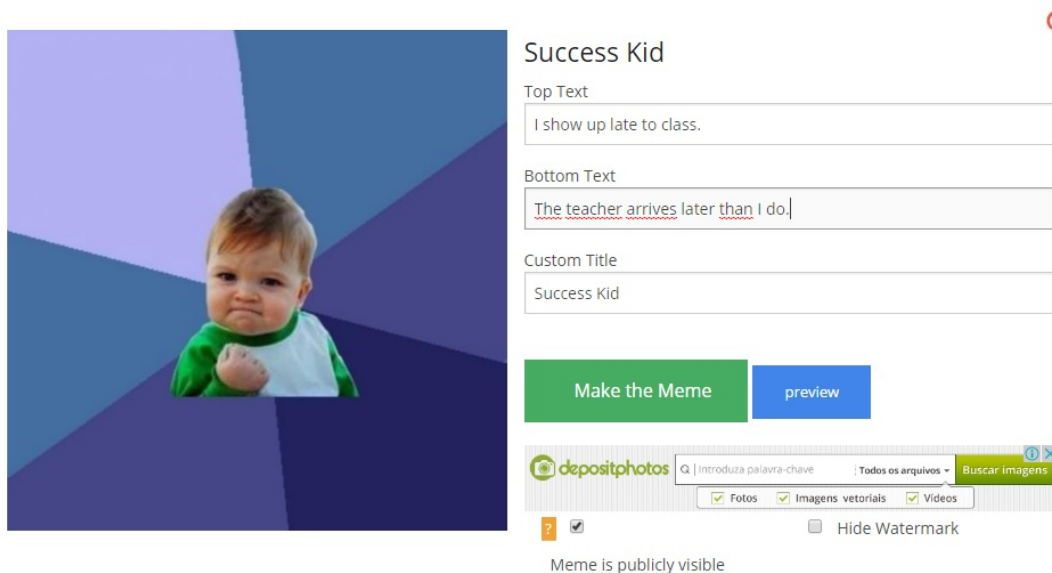 Success Kid
Top Text
I show up late to class.
Bottom Text
The teacher arrives later than I do.
Custom Title
Success Kid
Make the Meme
preview
depositphotos
Introduza palavra-chave
Todos os arquivos
Buscar imagens
Fotos
Imagens vetoriais
Vídeos
?
Hide Watermark
Meme is publicly visible